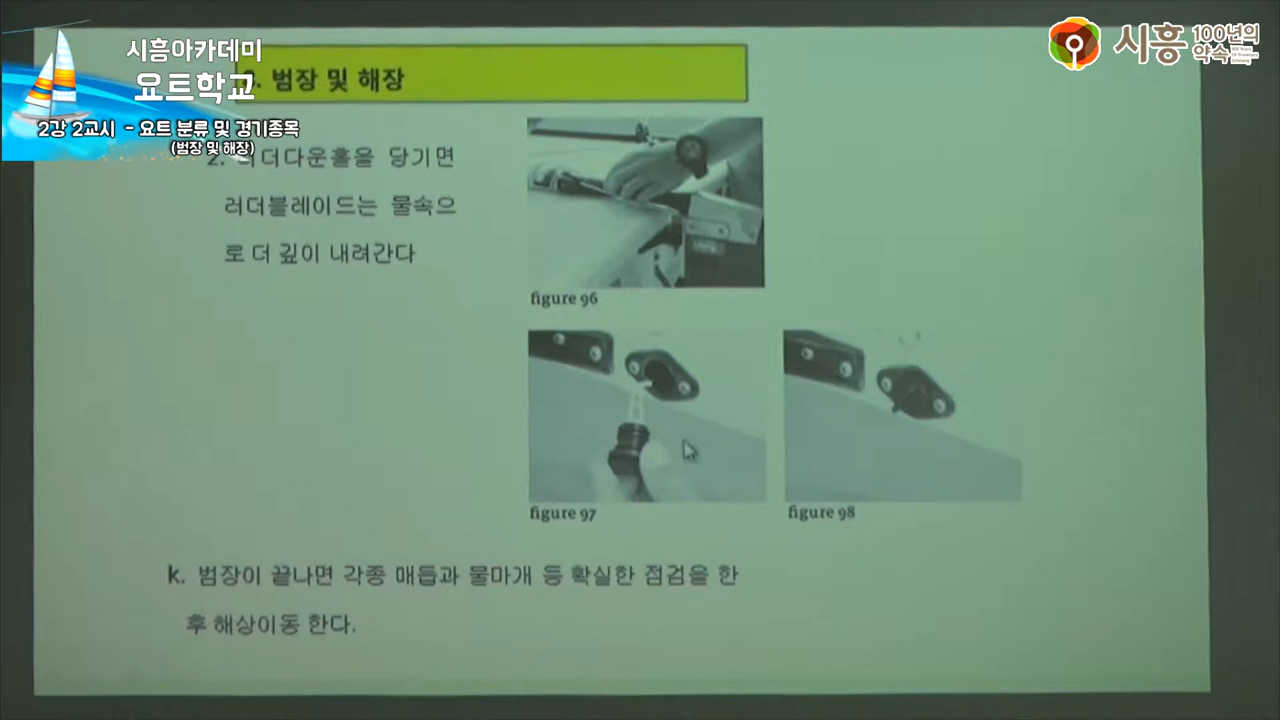 시흥아카데미
요트학교
2강 2교시 - 요트 분류 및 경기종목
(범장 및 해장)
시흥 100년의
약속
범장 및 해장
2. 러더다운홀을 당기면
러더블레이드는 물속으
로 더 깊이 내려간다
figure 96
figure 97
figure 98
k. 범장이 끝나면 각종 매듭과 물마개 등 확실한 점검을 한
후 해상이동 한다.